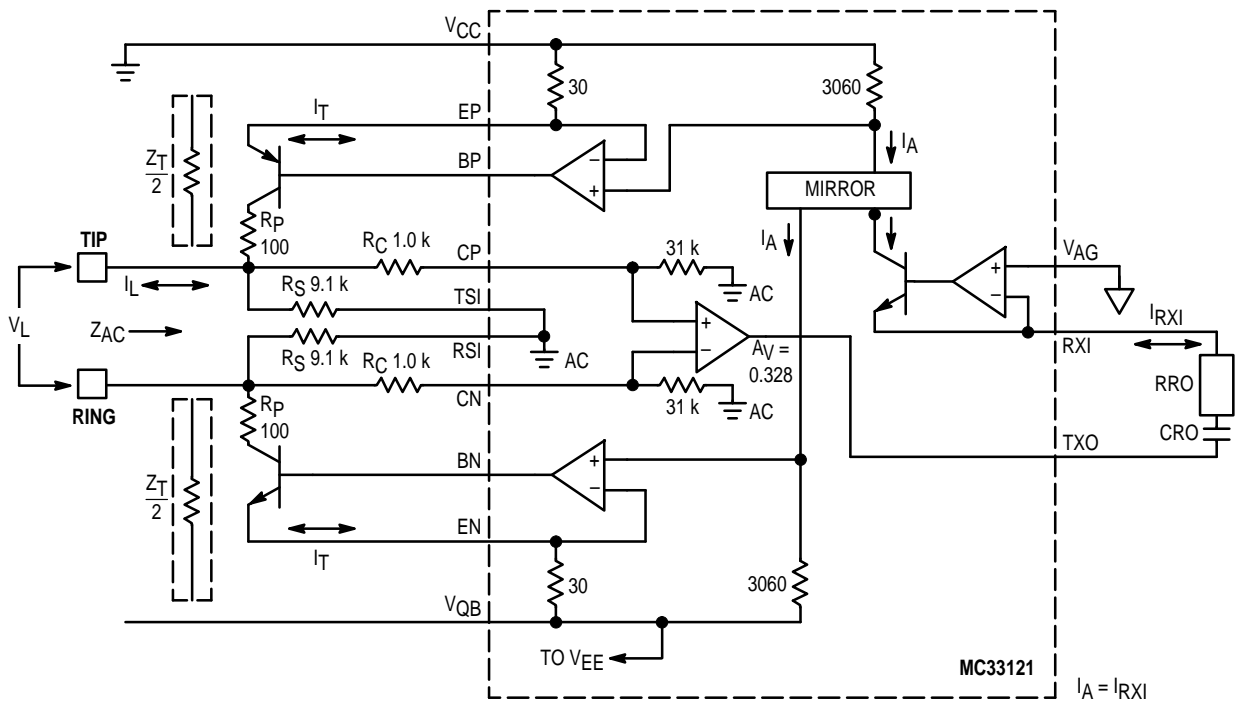 VCC
30
3060
IT
EP
IA
ZT
2
BP
−
+
MIRROR
RP
100
TIP
RC 1.0 k
CP
31 k
IA
VAG
AC
+
−
IL
RS 9.1 k
TSI
VL
ZAC
+
−
AV =
0.328
IRXI
RXI
RS 9.1 k
RSI
AC
RC 1.0 k
CN
31 k
AC
RRO
RING
RP
100
CRO
TXO
BN
+
−
ZT
2
EN
IT
30
3060
VQB
TO VEE
MC33121
IA = IRXI